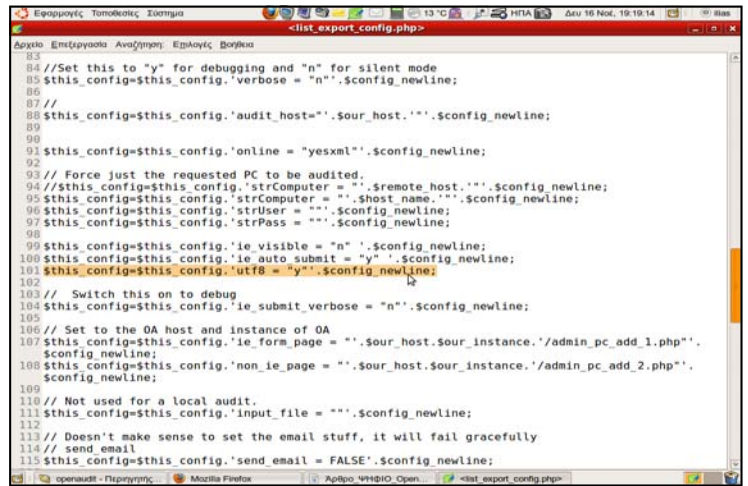 Εφαρμογές Τοποθεσίες Σύστημα 13 °C ΗΠΑ Δευ 16 Νοέ, 19:19:14 ilias
<list_export_config.php>
Αρχείο Επεξεργασία Αναζήτηση: Επιλογές Βοήθεια
83
84 //Set this to "y" for debugging and "n" for silent mode
85 $this_config=$this_config.'verbose = "n"'.$config_newline;
86
87 //
88 $this_config=$this_config.'audit_host="'.$our_host.'"'.$config_newline;
89
90
91 $this_config=$this_config.'online = "yesxml"'.$config_newline;
92
93 // Force just the requested PC to be audited.
94 //$this_config=$this_config.'strComputer = "'.$remote_host.'"'.$config_newline;
95 $this_config=$this_config.'strComputer = "'.$host_name.'"'.$config_newline;
96 $this_config=$this_config.'strUser = ""'.$config_newline;
97 $this_config=$this_config.'strPass = ""'.$config_newline;
98
99 $this_config=$this_config.'ie_visible = "n" '.$config_newline;
100 $this_config=$this_config.'ie_auto_submit = "y" '.$config_newline;
101 $this_config=$this_config.'utf8 = "y"'.$config_newline;
102
103 //  Switch this on to debug
104 $this_config=$this_config.'ie_submit_verbose = "n"'.$config_newline;
105
106 // Set to the OA host and instance of OA
107 $this_config=$this_config.'ie_form_page = "'.$our_host.$our_instance.'/admin_pc_add_1.php"'.
$config_newline;
108 $this_config=$this_config.'non_ie_page = "'.$our_host.$our_instance.'/admin_pc_add_2.php"'.
$config_newline;
109
110 // Not used for a local audit.
111 $this_config=$this_config.'input_file = ""'.$config_newline;
112
113 // Doesn't make sense to set the email stuff, it will fail gracefully
114 // send_email
115 $this_config=$this_config.'send_email = FALSE'.$config_newline;
openaudit - Περιηγητής... Mozilla Firefox Άρθρο_ΨΗΦΙΟ_Open... <list_export_config.php>